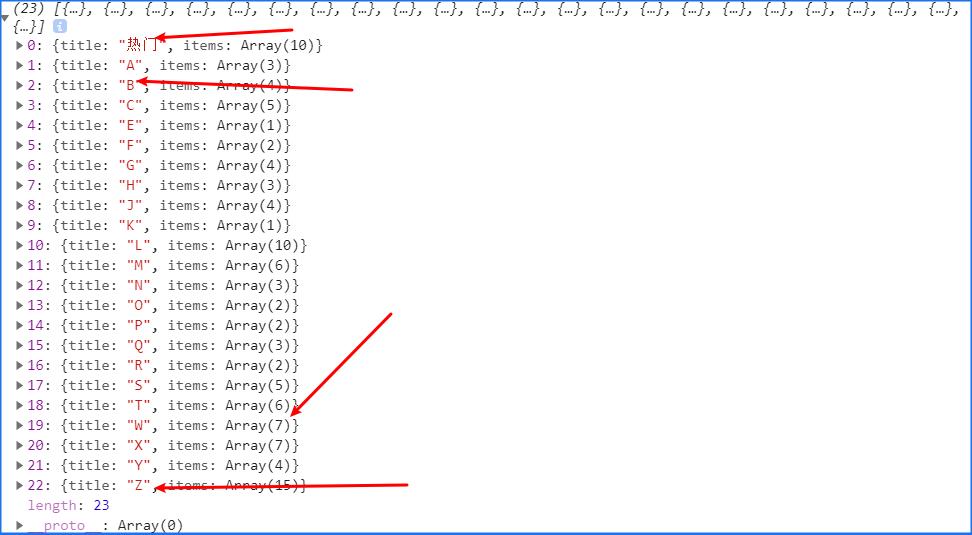 (23) [{…}, {…}, {…}, {…}, {…}, {…}, {…}, {…}, {…}, {…}, {…}, {…}, {…}, {…}, {…}, {…}, {…}, {…}, {…}, {…}, {…}, {…},
{…}] i
0: {title: "热门", items: Array(10)}
1: {title: "A", items: Array(3)}
2: {title: "B", items: Array(4)}
3: {title: "C", items: Array(5)}
4: {title: "E", items: Array(1)}
5: {title: "F", items: Array(2)}
6: {title: "G", items: Array(4)}
7: {title: "H", items: Array(3)}
8: {title: "J", items: Array(4)}
9: {title: "K", items: Array(1)}
10: {title: "L", items: Array(10)}
11: {title: "M", items: Array(6)}
12: {title: "N", items: Array(3)}
13: {title: "O", items: Array(2)}
14: {title: "P", items: Array(2)}
15: {title: "Q", items: Array(3)}
16: {title: "R", items: Array(2)}
17: {title: "S", items: Array(5)}
18: {title: "T", items: Array(6)}
19: {title: "W", items: Array(7)}
20: {title: "X", items: Array(7)}
21: {title: "Y", items: Array(4)}
22: {title: "Z", items: Array(15)}
length: 23
__proto__: Array(0)